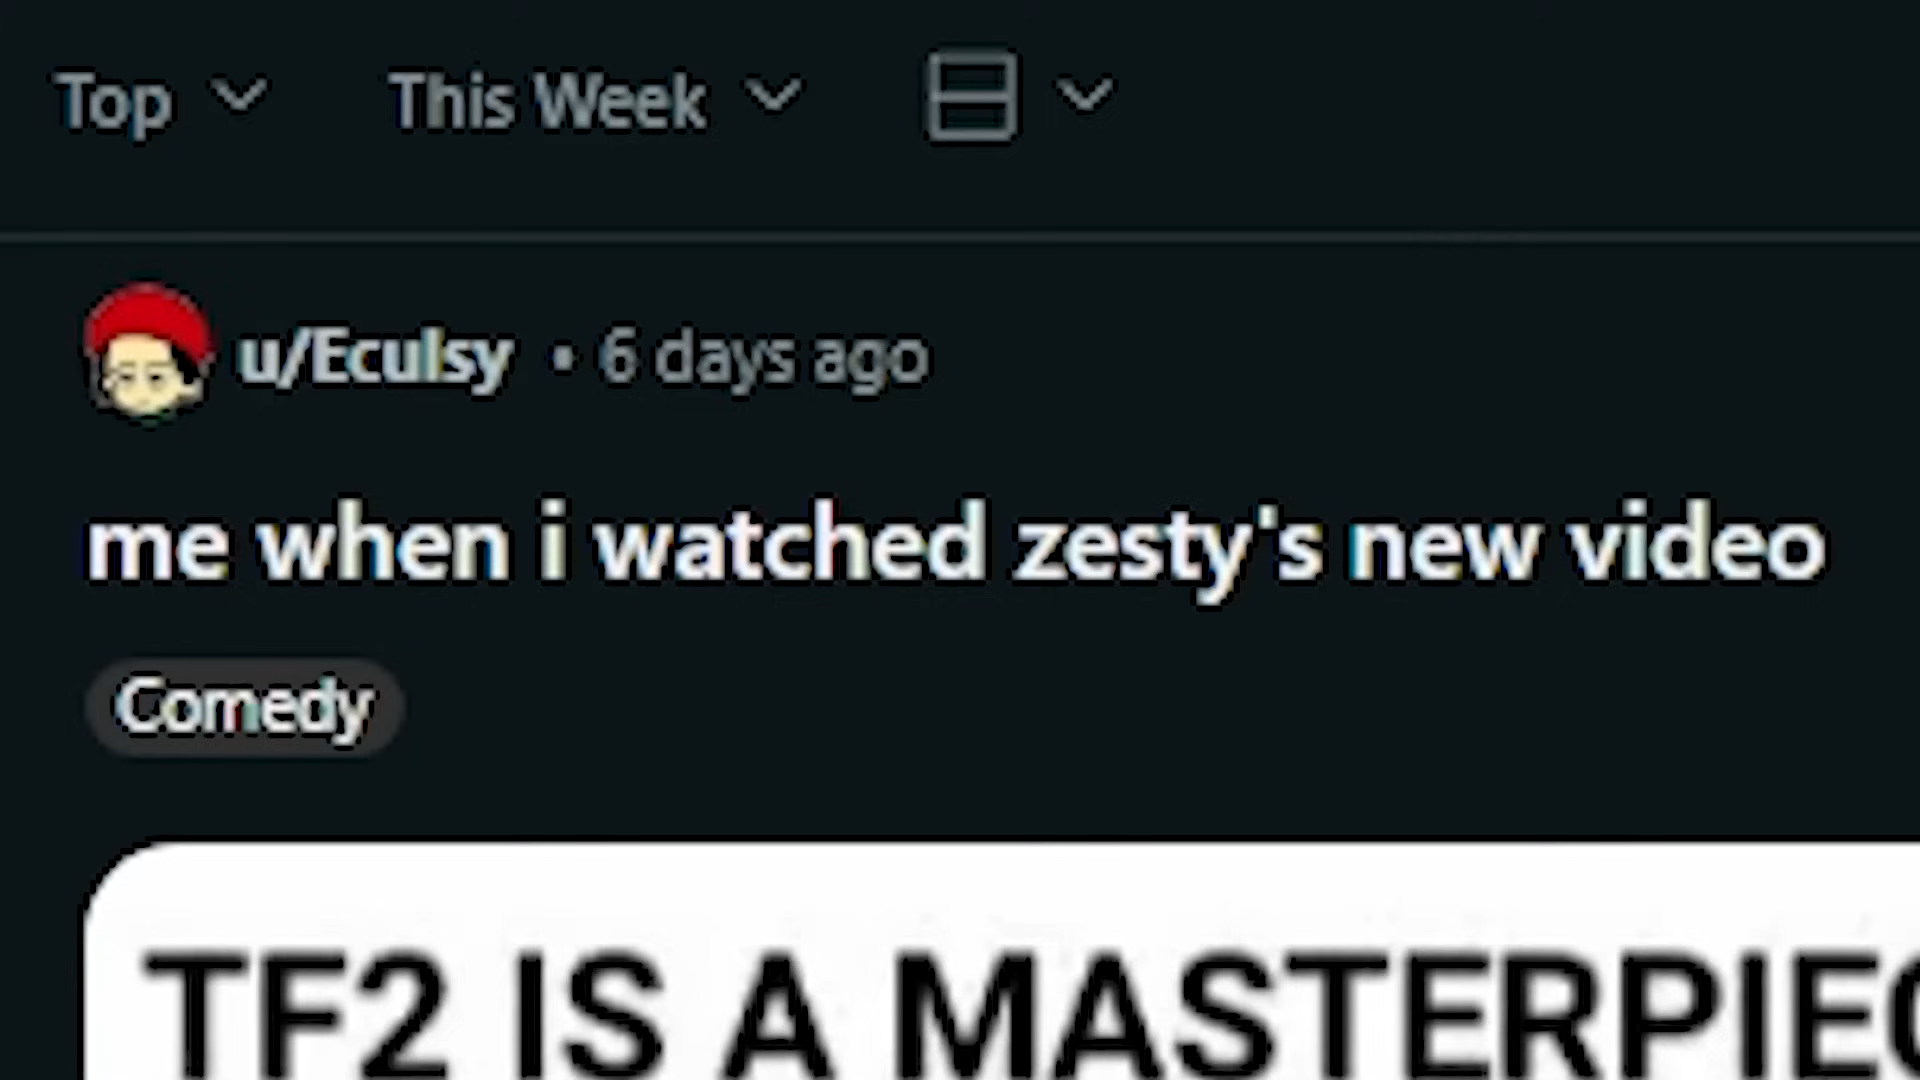 Top This Week
u/Eculsy • 6 days ago
me when i watched zesty's new video
Comedy
TF2 IS A MASTERPIEC